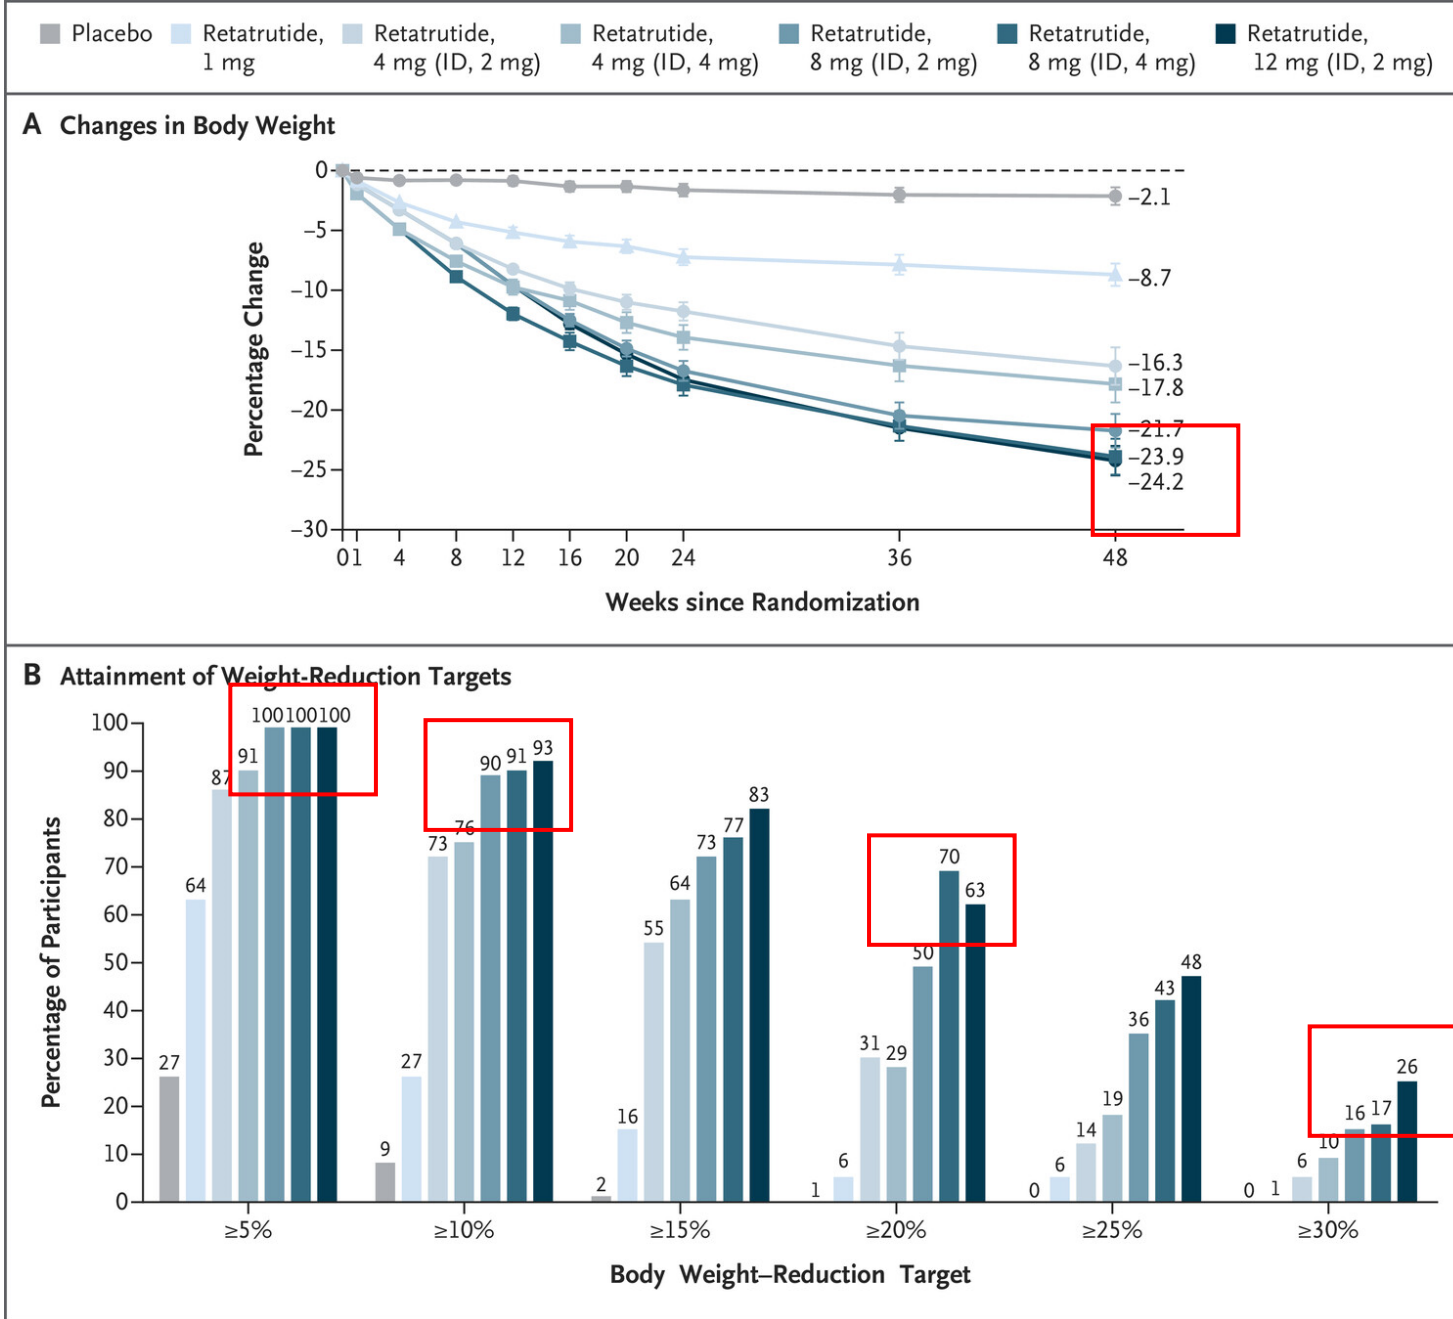 Placebo
Retatrutide, 1 mg
Retatrutide, 4 mg (ID, 2 mg)
Retatrutide, 4 mg (ID, 4 mg)
Retatrutide, 8 mg (ID, 2 mg)
Retatrutide, 8 mg (ID, 4 mg)
Retatrutide, 12 mg (ID, 2 mg)
A Changes in Body Weight
Percentage Change
0
−5
−10
−15
−20
−25
−30
−2.1
−8.7
−16.3
−17.8
−21.7
−23.9
−24.2
0 1 4 8 12 16 20 24 36 48
Weeks since Randomization
B Attainment of Weight-Reduction Targets
Percentage of Participants
100
90
80
70
60
50
40
30
20
10
0
27 64 87 91 100 100 100
9 27 73 76 90 91 93
2 16 55 64 73 77 83
1 6 31 29 50 70 63
0 6 14 19 36 43 48
0 1 6 10 16 17 26
≥5% ≥10% ≥15% ≥20% ≥25% ≥30%
Body Weight–Reduction Target